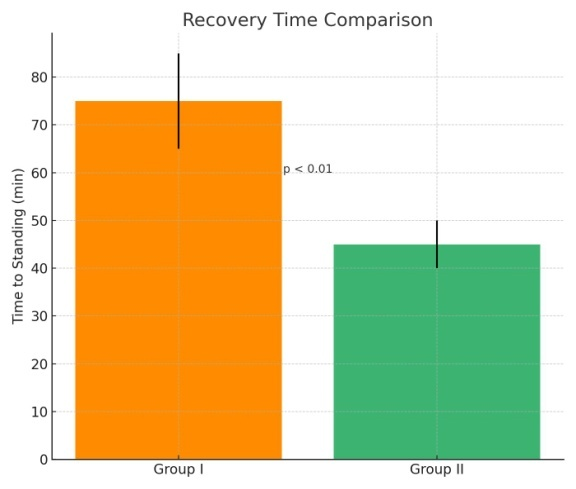 Recovery Time Comparison
Time to Standing (min)
80
70
60
50
40
30
20
10
0
p < 0.01
Group I
Group II